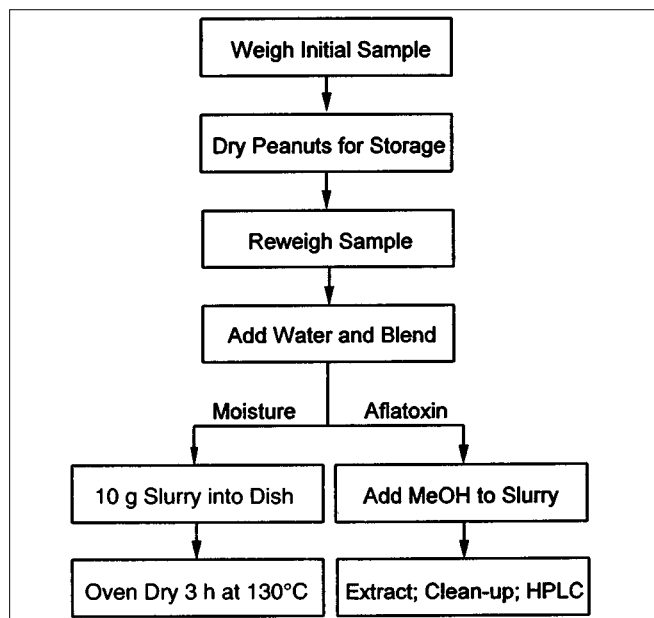 Weigh Initial Sample
Dry Peanuts for Storage
Reweigh Sample
Add Water and Blend
Moisture
Aflatoxin
10 g Slurry into Dish
Add MeOH to Slurry
Oven Dry 3 h at 130°C
Extract; Clean-up; HPLC